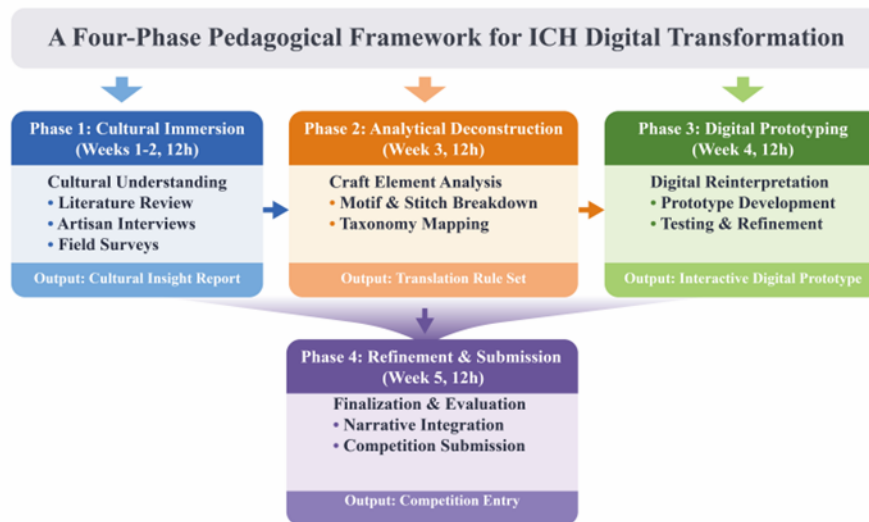 A Four-Phase Pedagogical Framework for ICH Digital Transformation
Phase 1: Cultural Immersion
(Weeks 1-2, 12h)
Cultural Understanding
• Literature Review
• Artisan Interviews
• Field Surveys
Output: Cultural Insight Report
Phase 2: Analytical Deconstruction
(Week 3, 12h)
Craft Element Analysis
• Motif & Stitch Breakdown
• Taxonomy Mapping
Output: Translation Rule Set
Phase 3: Digital Prototyping
(Week 4, 12h)
Digital Reinterpretation
• Prototype Development
• Testing & Refinement
Output: Interactive Digital Prototype
Phase 4: Refinement & Submission
(Week 5, 12h)
Finalization & Evaluation
• Narrative Integration
• Competition Submission
Output: Competition Entry